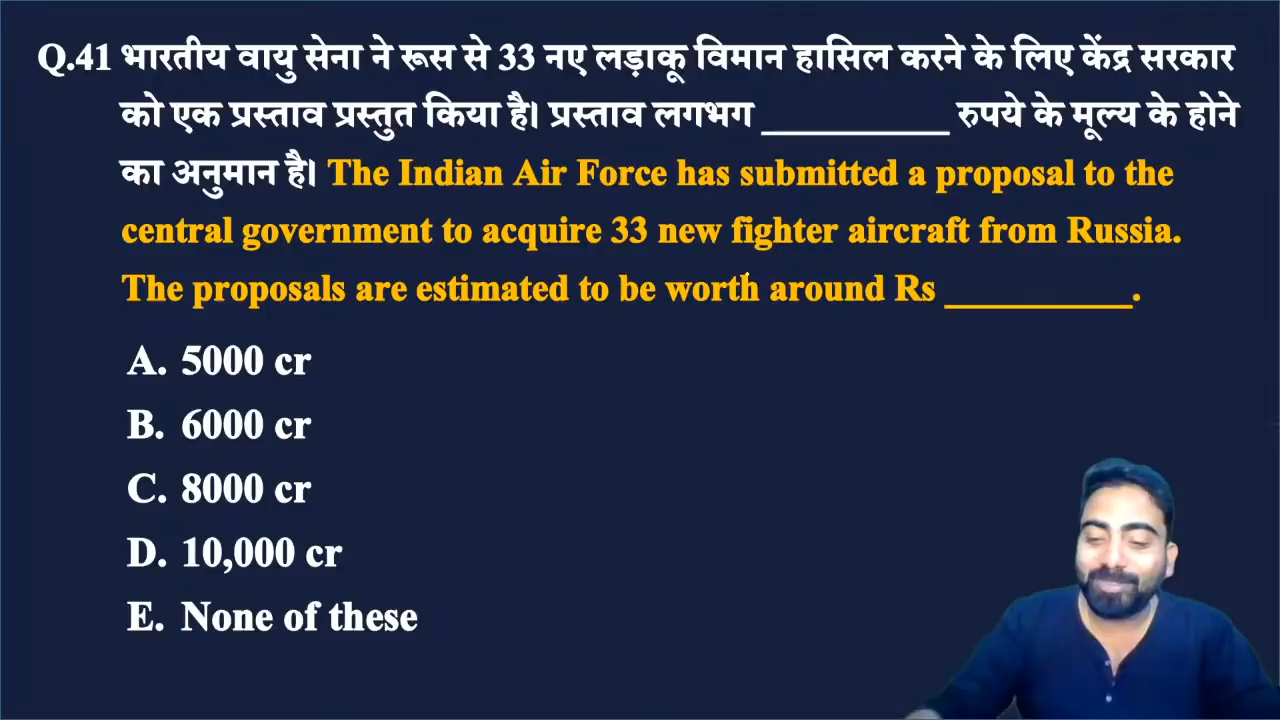 Q.41 भारतीय वायु सेना ने रूस से 33 नए लड़ाकू विमान हासिल करने के लिए केंद्र सरकार
को एक प्रस्ताव प्रस्तुत किया है। प्रस्ताव लगभग __________ रुपये के मूल्य के होने
का अनुमान है। The Indian Air Force has submitted a proposal to the
central government to acquire 33 new fighter aircraft from Russia.
The proposals are estimated to be worth around Rs __________.
A. 5000 cr
B. 6000 cr
C. 8000 cr
D. 10,000 cr
E. None of these